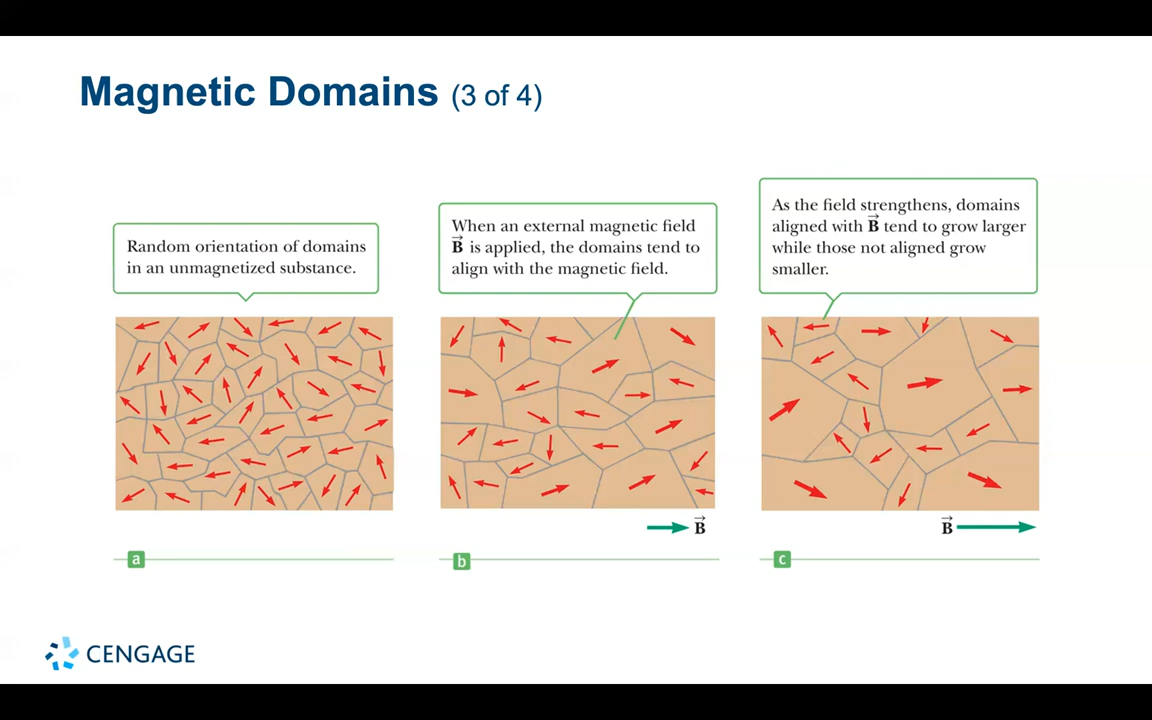 Magnetic Domains (3 of 4)
Random orientation of domains
in an unmagnetized substance.
When an external magnetic field
B⃗ is applied, the domains tend to
align with the magnetic field.
As the field strengthens, domains
aligned with B⃗ tend to grow larger
while those not aligned grow
smaller.
B⃗
B⃗
a
b
c
CENGAGE